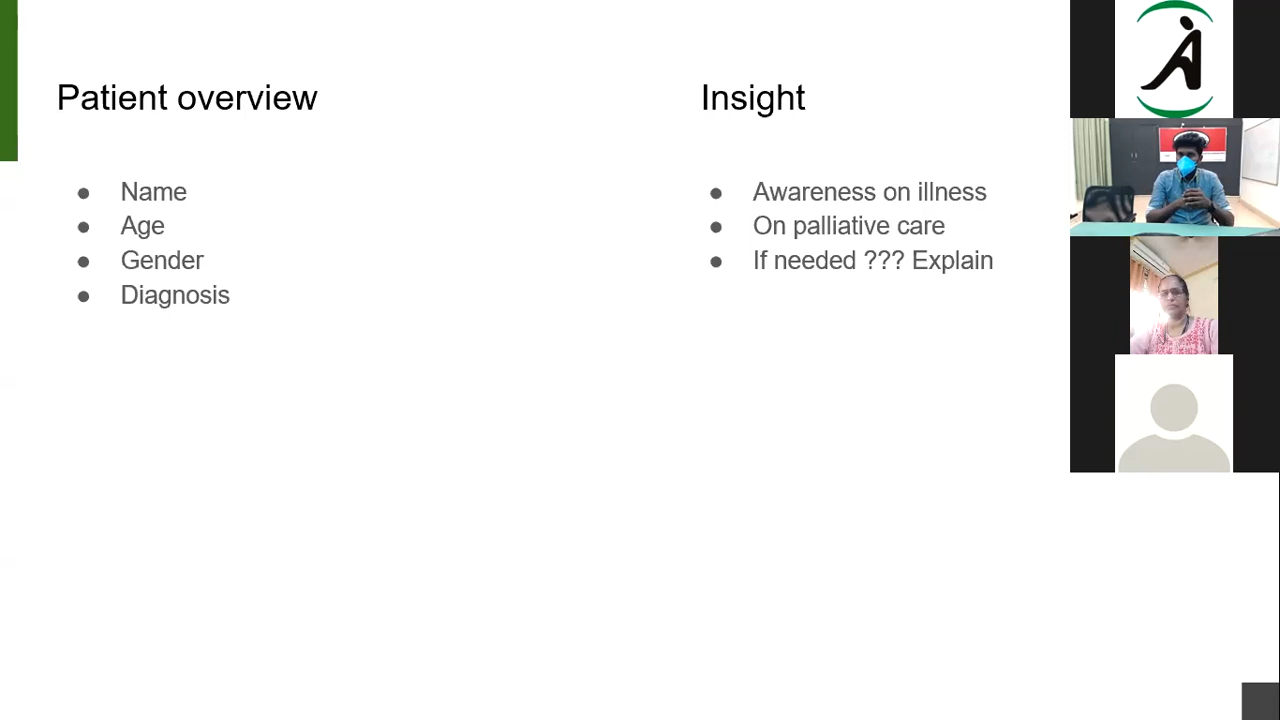 Patient overview
Name
Age
Gender
Diagnosis
Insight
Awareness on illness
On palliative care
If needed ??? Explain